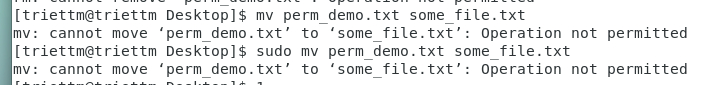 [triettm@triettm Desktop]$ mv perm_demo.txt some_file.txt
mv: cannot move ‘perm_demo.txt’ to ‘some_file.txt’: Operation not permitted
[triettm@triettm Desktop]$ sudo mv perm_demo.txt some_file.txt
mv: cannot move ‘perm_demo.txt’ to ‘some_file.txt’: Operation not permitted